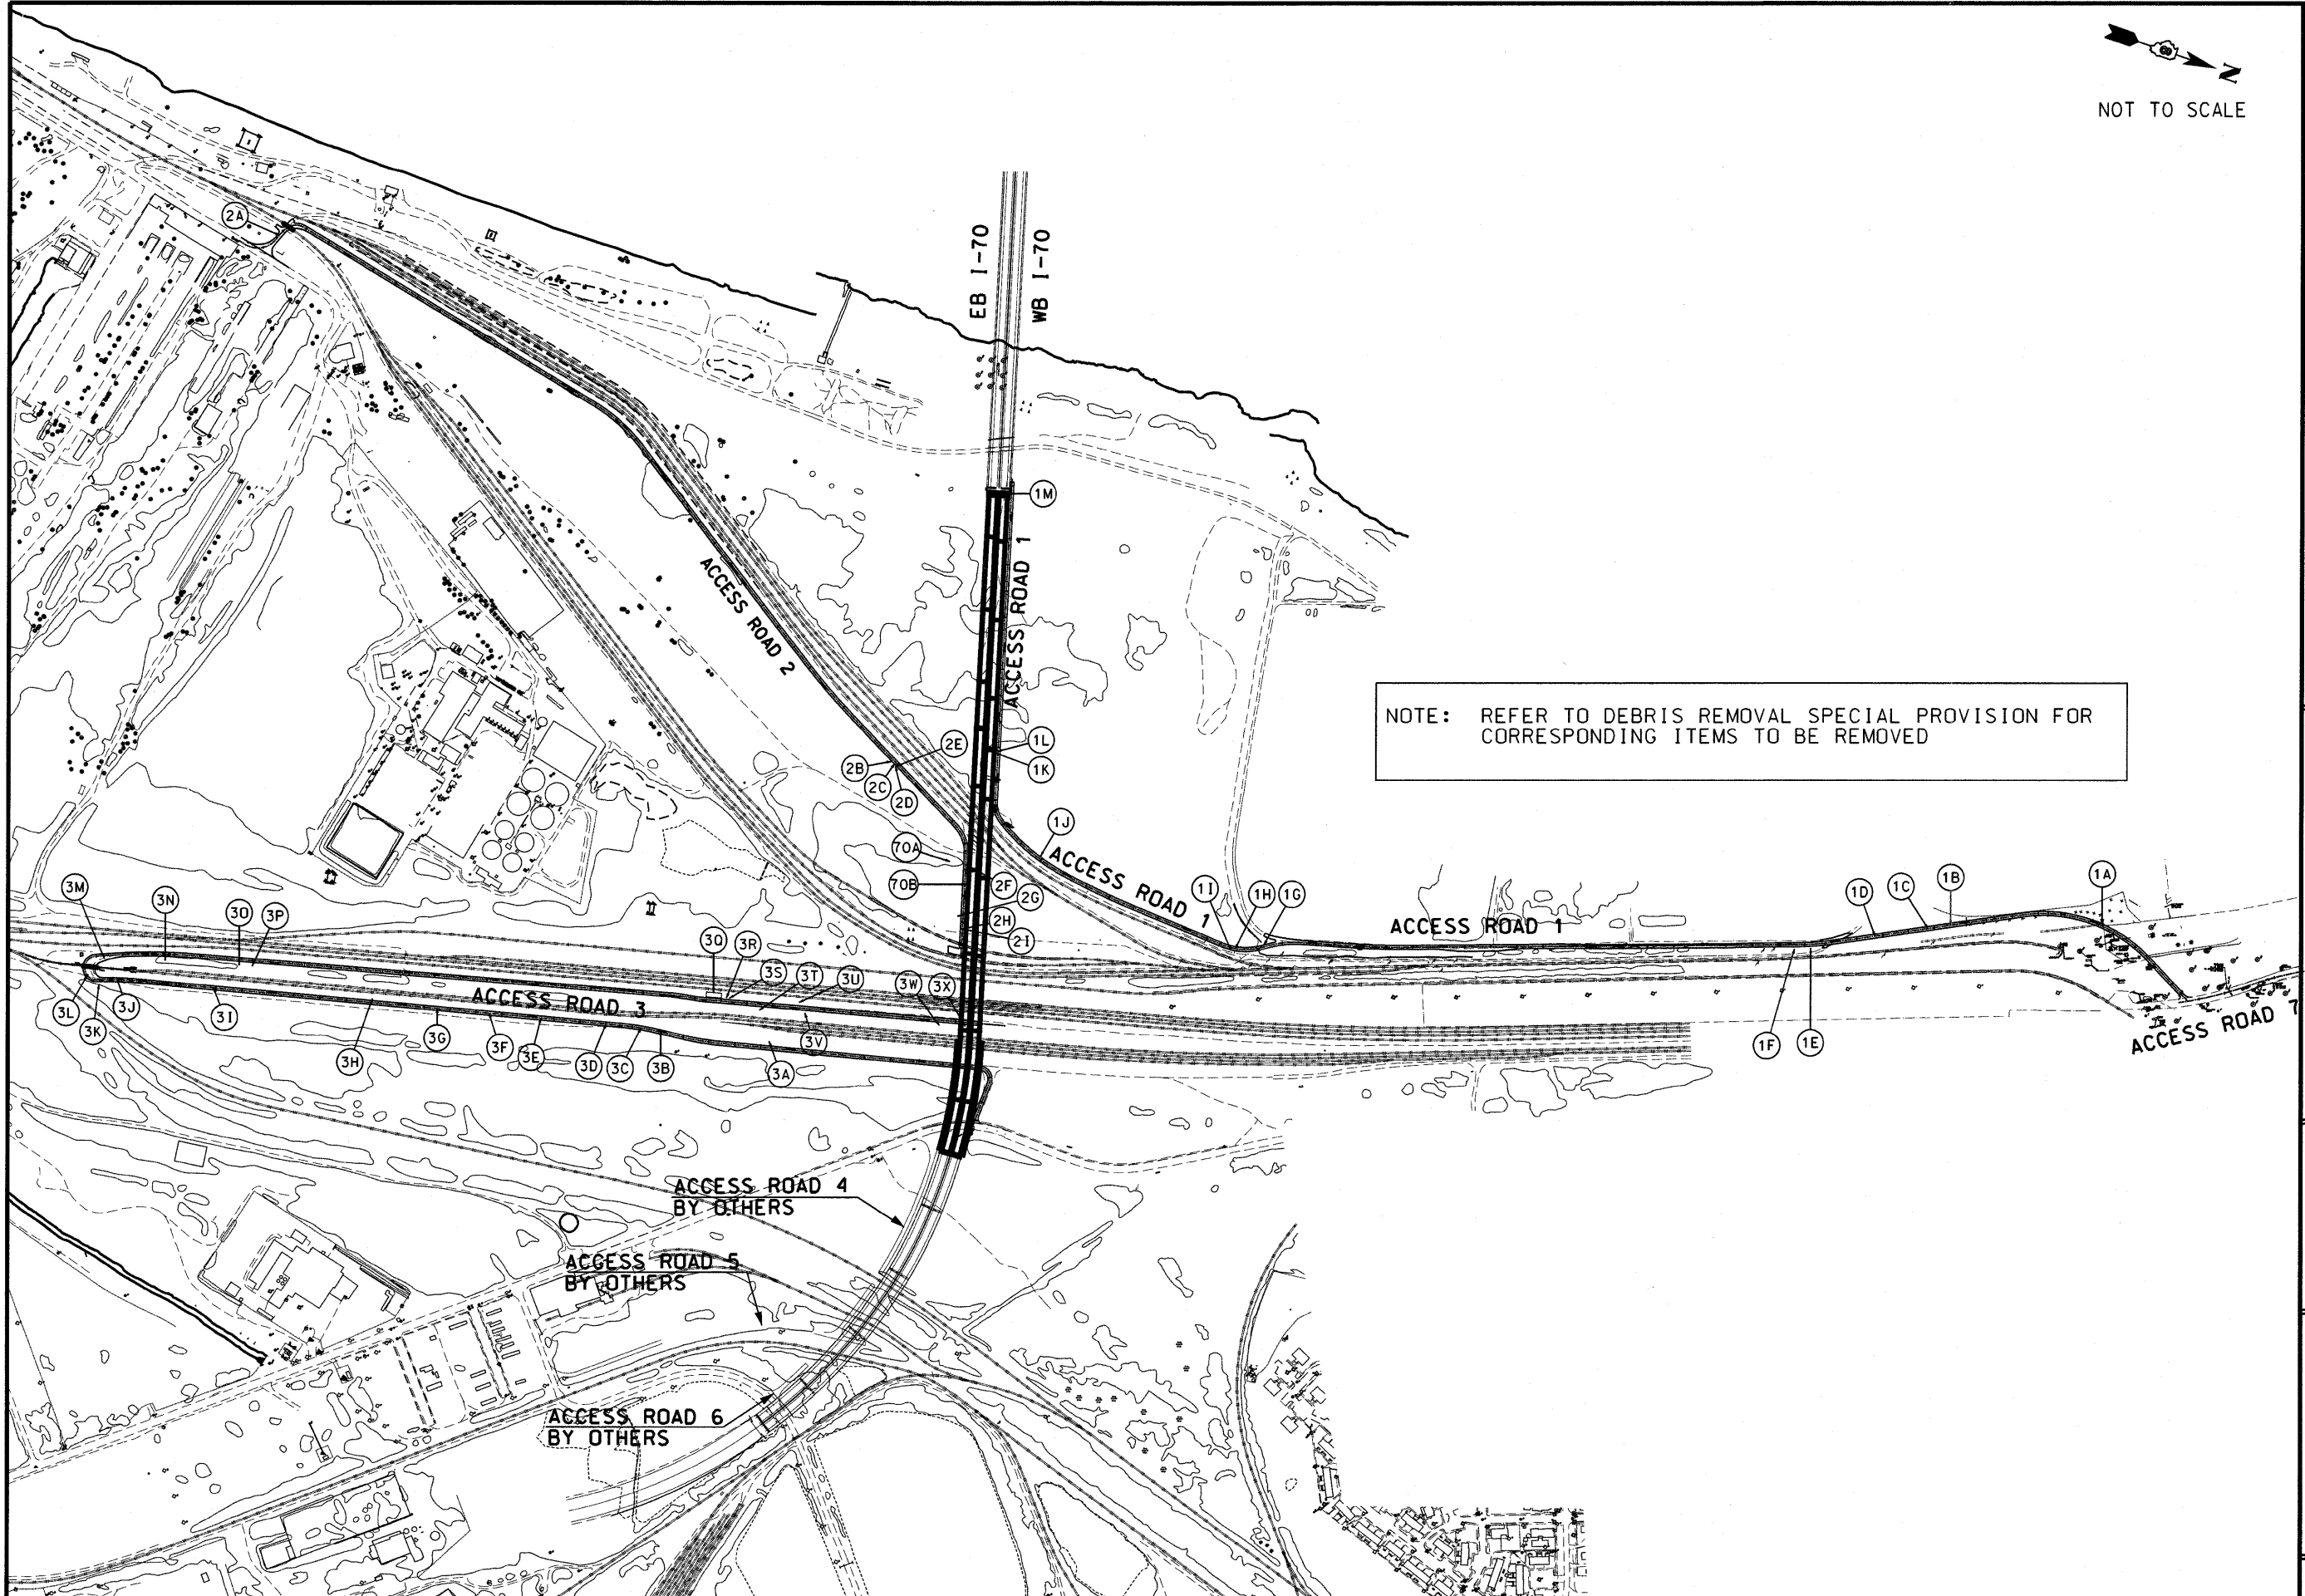 N
NOT TO SCALE
2A
EB I-70
WB I-70
1M
ACCESS ROAD 1
ACCESS ROAD 2
NOTE: REFER TO DEBRIS REMOVAL SPECIAL PROVISION FOR
CORRESPONDING ITEMS TO BE REMOVED
2E
1L
2B
1K
2C
2D
1J
70A
ACCESS ROAD 1
70B
2F
2G
2H
2I
1I
1H
1G
ACCESS ROAD 1
1D
1C
1B
1A
3M
3N
3O
3P
3Q
3R
3S
3T
3U
3W
3X
3L
3K
3J
3I
ACCESS ROAD 3
3H
3G
3F
3E
3D
3C
3B
3A
3V
1F
1E
ACCESS ROAD 7
ACCESS ROAD 4
BY OTHERS
ACCESS ROAD 5
BY OTHERS
ACCESS ROAD 6
BY OTHERS